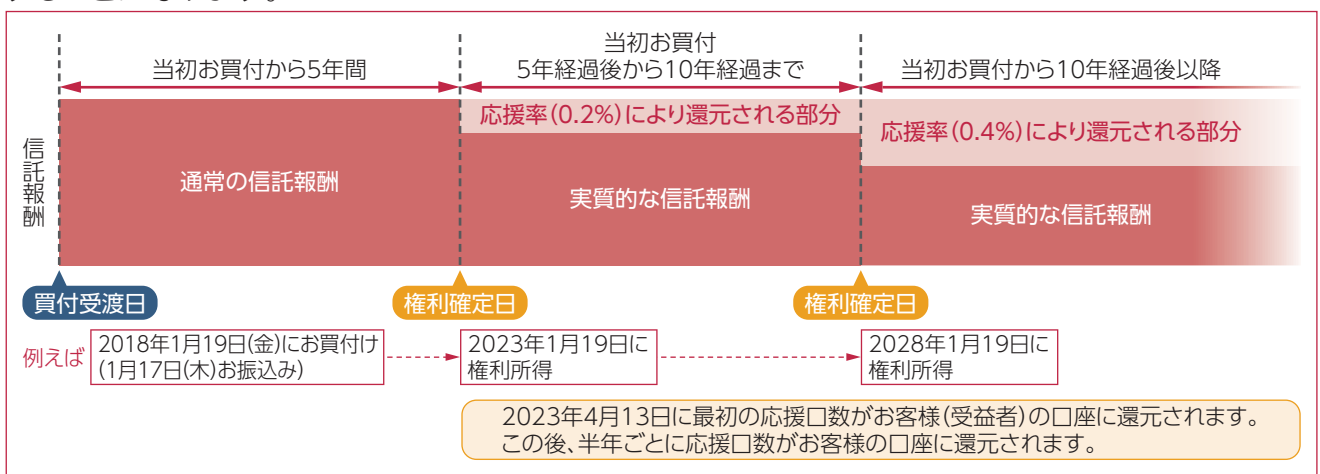 当初お買付から5年間
当初お買付
5年経過後から10年経過まで
当初お買付から10年経過後以降
信託報酬
通常の信託報酬
応援率(0.2%)により還元される部分
実質的な信託報酬
応援率(0.4%)により還元される部分
実質的な信託報酬
買付受渡日
権利確定日
権利確定日
例えば
2018年1月19日(金)にお買付け
(1月17日(木)お振込み)
2023年1月19日に
権利所得
2028年1月19日に
権利所得
2023年4月13日に最初の応援口数がお客様(受益者)の口座に還元されます。
この後、半年ごとに応援口数がお客様の口座に還元されます。